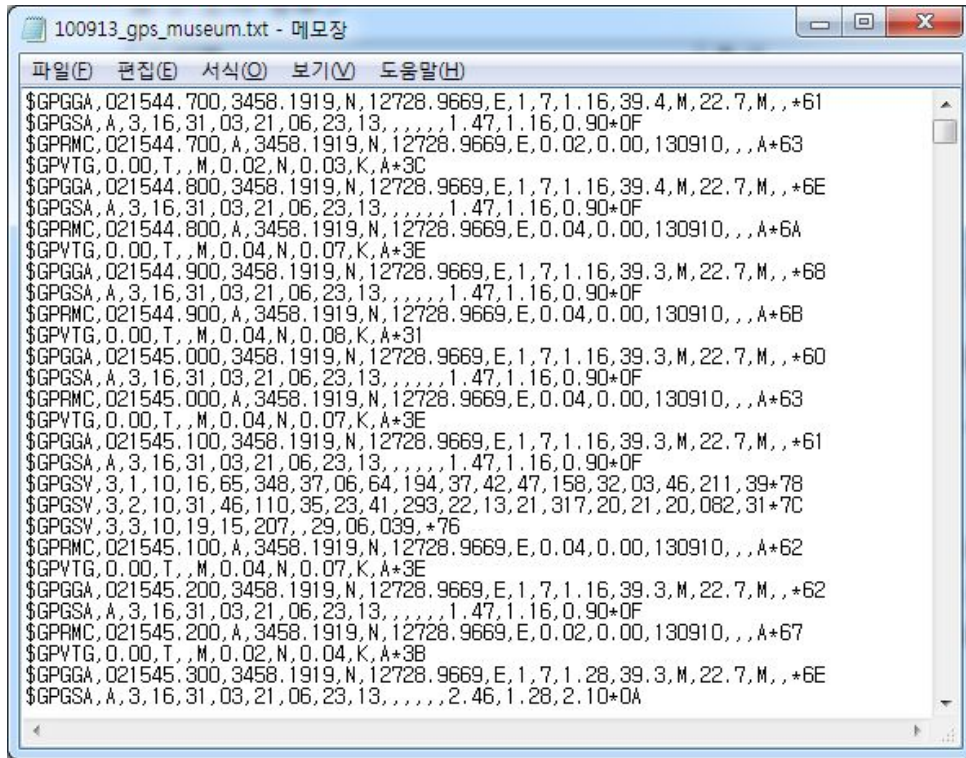 100913_gps_museum.txt - 메모장
파일(F) 편집(E) 서식(O) 보기(V) 도움말(H)
$GPGGA,021544.700,3458.1919,N,12728.9669,E,1,7,1.16,39.4,M,22.7,M,,*61
$GPGSA,A,3,16,31,03,21,06,23,13,,,,,,1.47,1.16,0.90*0F
$GPRMC,021544.700,A,3458.1919,N,12728.9669,E,0.02,0.00,130910,,,A*63
$GPVTG,0.00,T,,M,0.02,N,0.03,K,A*3C
$GPGGA,021544.800,3458.1919,N,12728.9669,E,1,7,1.16,39.4,M,22.7,M,,*6E
$GPGSA,A,3,16,31,03,21,06,23,13,,,,,,1.47,1.16,0.90*0F
$GPRMC,021544.800,A,3458.1919,N,12728.9669,E,0.04,0.00,130910,,,A*6A
$GPVTG,0.00,T,,M,0.04,N,0.07,K,A*3E
$GPGGA,021544.900,3458.1919,N,12728.9669,E,1,7,1.16,39.3,M,22.7,M,,*68
$GPGSA,A,3,16,31,03,21,06,23,13,,,,,,1.47,1.16,0.90*0F
$GPRMC,021544.900,A,3458.1919,N,12728.9669,E,0.04,0.00,130910,,,A*6B
$GPVTG,0.00,T,,M,0.04,N,0.08,K,A*31
$GPGGA,021545.000,3458.1919,N,12728.9669,E,1,7,1.16,39.3,M,22.7,M,,*60
$GPGSA,A,3,16,31,03,21,06,23,13,,,,,,1.47,1.16,0.90*0F
$GPRMC,021545.000,A,3458.1919,N,12728.9669,E,0.04,0.00,130910,,,A*63
$GPVTG,0.00,T,,M,0.04,N,0.07,K,A*3E
$GPGGA,021545.100,3458.1919,N,12728.9669,E,1,7,1.16,39.3,M,22.7,M,,*61
$GPGSA,A,3,16,31,03,21,06,23,13,,,,,,1.47,1.16,0.90*0F
$GPGSV,3,1,10,16,65,348,37,06,64,194,37,42,47,158,32,03,46,211,39*78
$GPGSV,3,2,10,31,46,110,35,23,41,293,22,13,21,317,20,21,20,082,31*7C
$GPGSV,3,3,10,19,15,207,,29,06,039,*76
$GPRMC,021545.100,A,3458.1919,N,12728.9669,E,0.04,0.00,130910,,,A*62
$GPVTG,0.00,T,,M,0.04,N,0.07,K,A*3E
$GPGGA,021545.200,3458.1919,N,12728.9669,E,1,7,1.16,39.3,M,22.7,M,,*62
$GPGSA,A,3,16,31,03,21,06,23,13,,,,,,1.47,1.16,0.90*0F
$GPRMC,021545.200,A,3458.1919,N,12728.9669,E,0.02,0.00,130910,,,A*67
$GPVTG,0.00,T,,M,0.02,N,0.04,K,A*3B
$GPGGA,021545.300,3458.1919,N,12728.9669,E,1,7,1.28,39.3,M,22.7,M,,*6E
$GPGSA,A,3,16,31,03,21,06,23,13,,,,,,2.46,1.28,2.10*0A